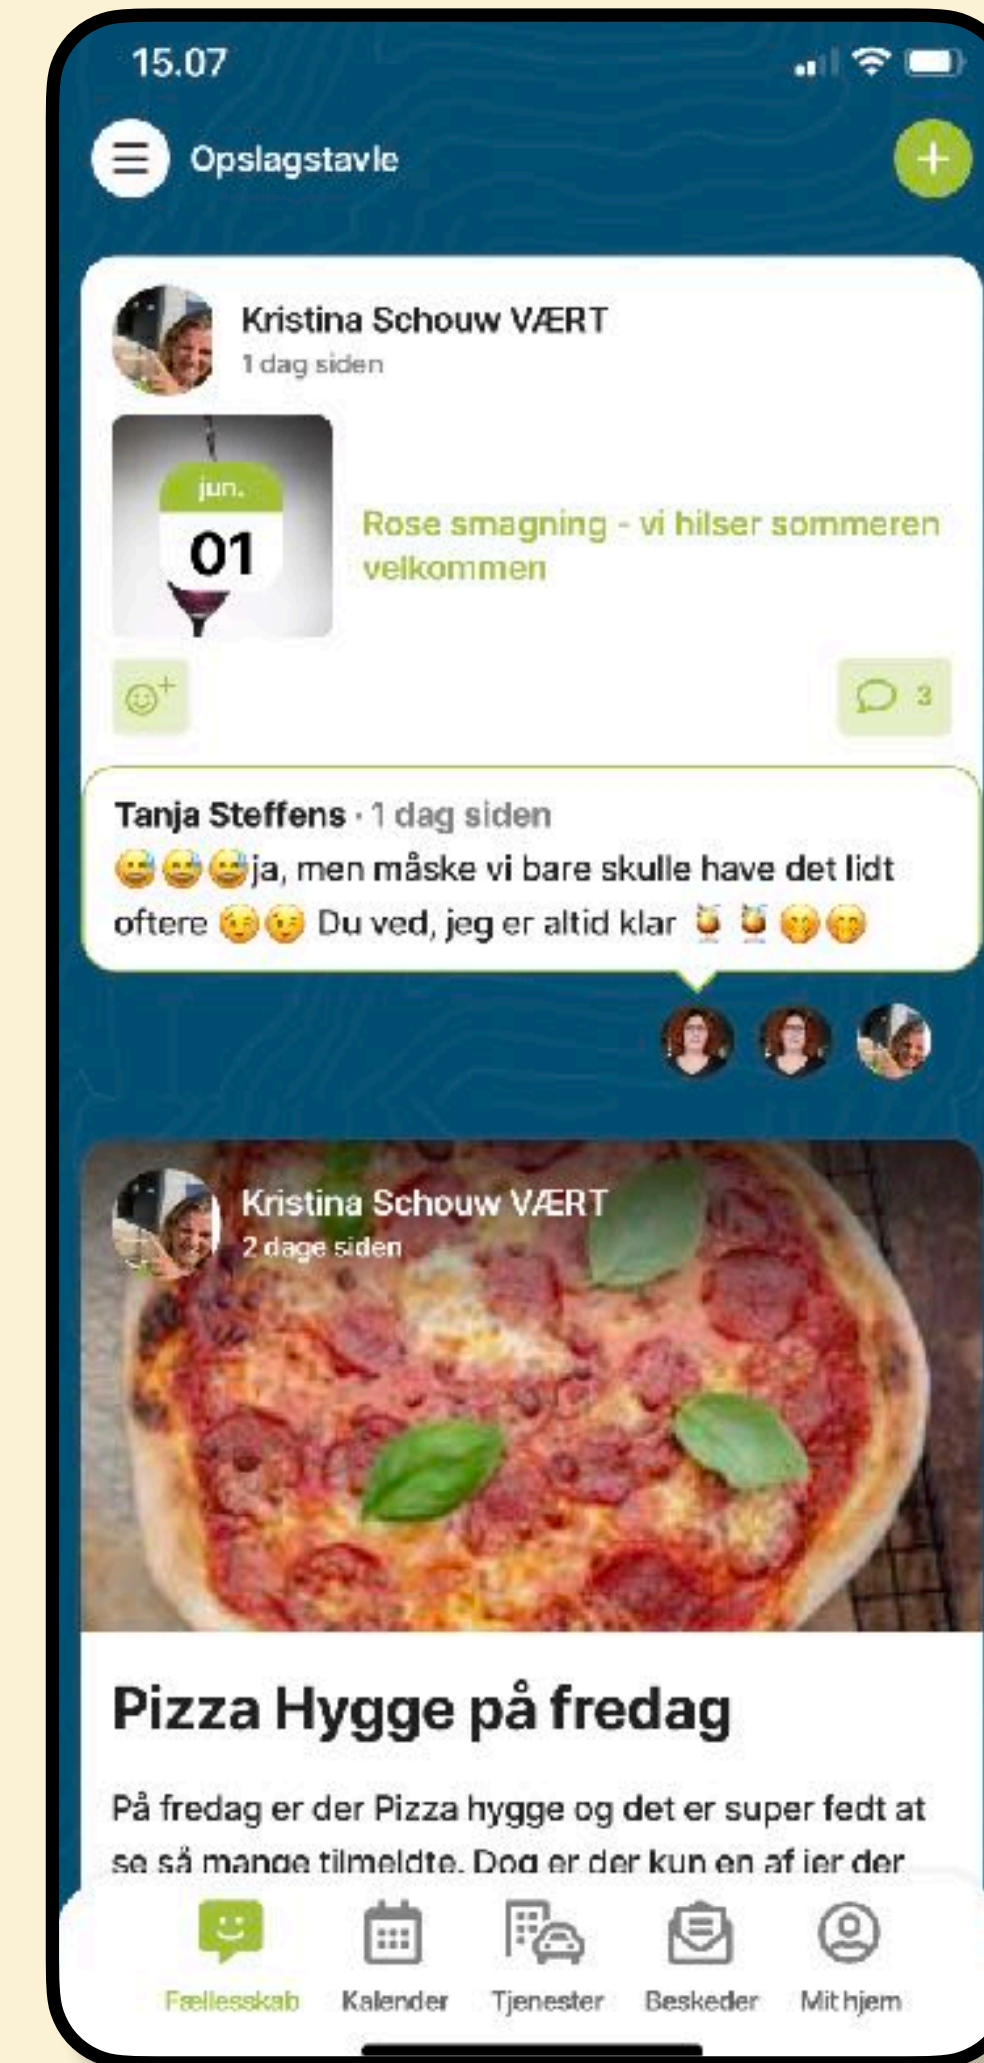 15.07
Opslagstavle
Kristina Schouw VÆRT
1 dag siden
jun.
01
Rose smagning - vi hilser sommeren
velkommen
3
Tanja Steffens · 1 dag siden
😅😅😅ja, men måske vi bare skulle have det lidt
oftere 😉😉 Du ved, jeg er altid klar 🍹🍹🤭🤭
Kristina Schouw VÆRT
2 dage siden
Pizza Hygge på fredag
På fredag er der Pizza hygge og det er super fedt at
se så mange tilmeldte. Dog er der kun en af jer der
Fællesskab
Kalender
Tjenester
Beskeder
Mit hjem